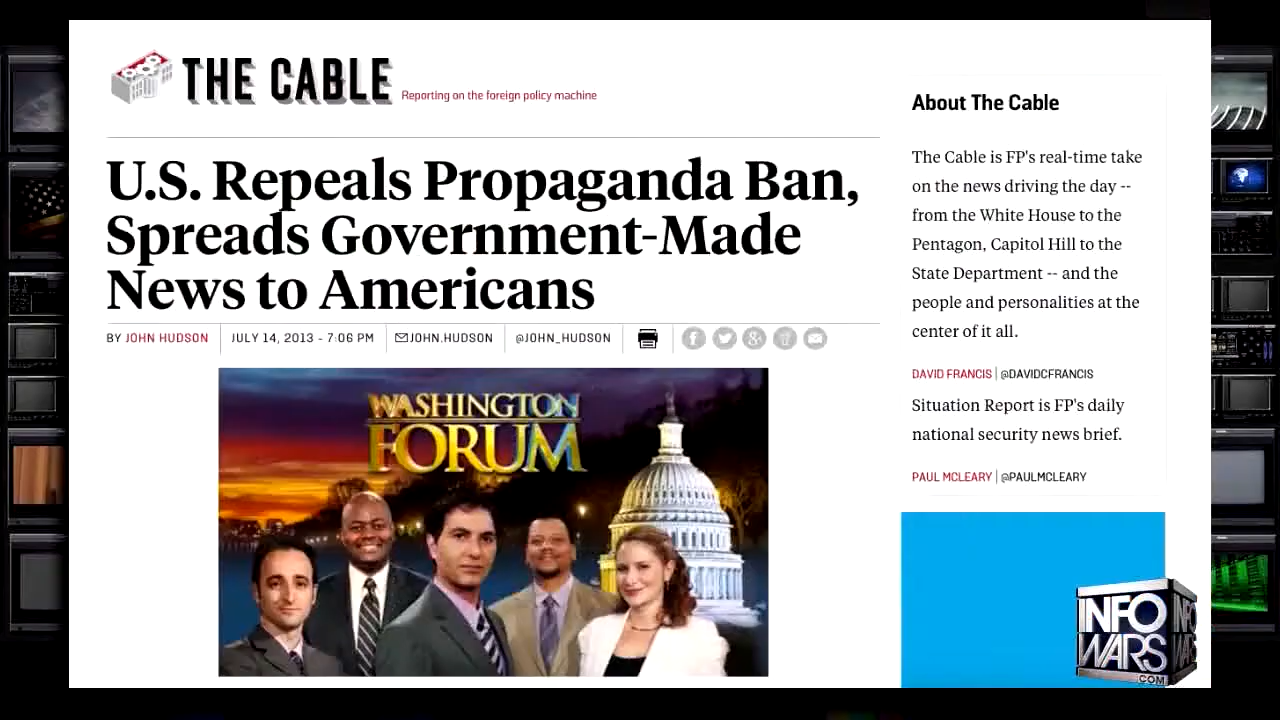 THE CABLE
Reporting on the foreign policy machine
U.S. Repeals Propaganda Ban,
Spreads Government-Made
News to Americans
BY JOHN HUDSON
JULY 14, 2013 - 7:06 PM
JOHN.HUDSON
@JOHN_HUDSON
WASHINGTON
FORUM
About The Cable
The Cable is FP's real-time take
on the news driving the day --
from the White House to the
Pentagon, Capitol Hill to the
State Department -- and the
people and personalities at the
center of it all.
DAVID FRANCIS | @DAVIDCFRANCIS
Situation Report is FP's daily
national security news brief.
PAUL MCLEARY | @PAULMCLEARY
INFO
WARS
.COM